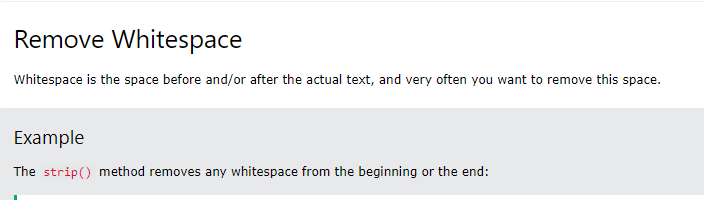 Remove Whitespace
Whitespace is the space before and/or after the actual text, and very often you want to remove this space.
Example
The strip() method removes any whitespace from the beginning or the end: